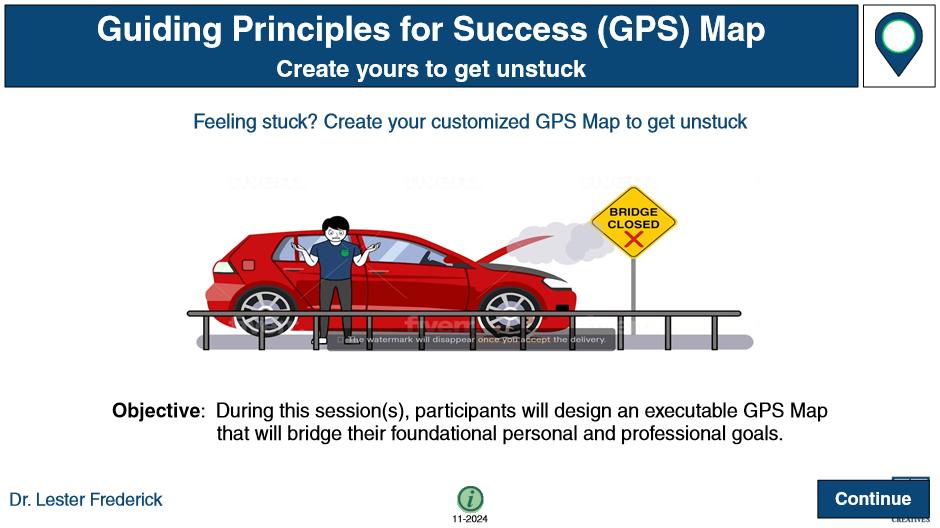 Guiding Principles for Success (GPS) Map
Create yours to get unstuck
Feeling stuck? Create your customized GPS Map to get unstuck
BRIDGE
CLOSED
The watermark will disappear once you accept the delivery.
Objective: During this session(s), participants will design an executable GPS Map
that will bridge their foundational personal and professional goals.
Dr. Lester Frederick
i
11-2024
Continue
CREATIVES